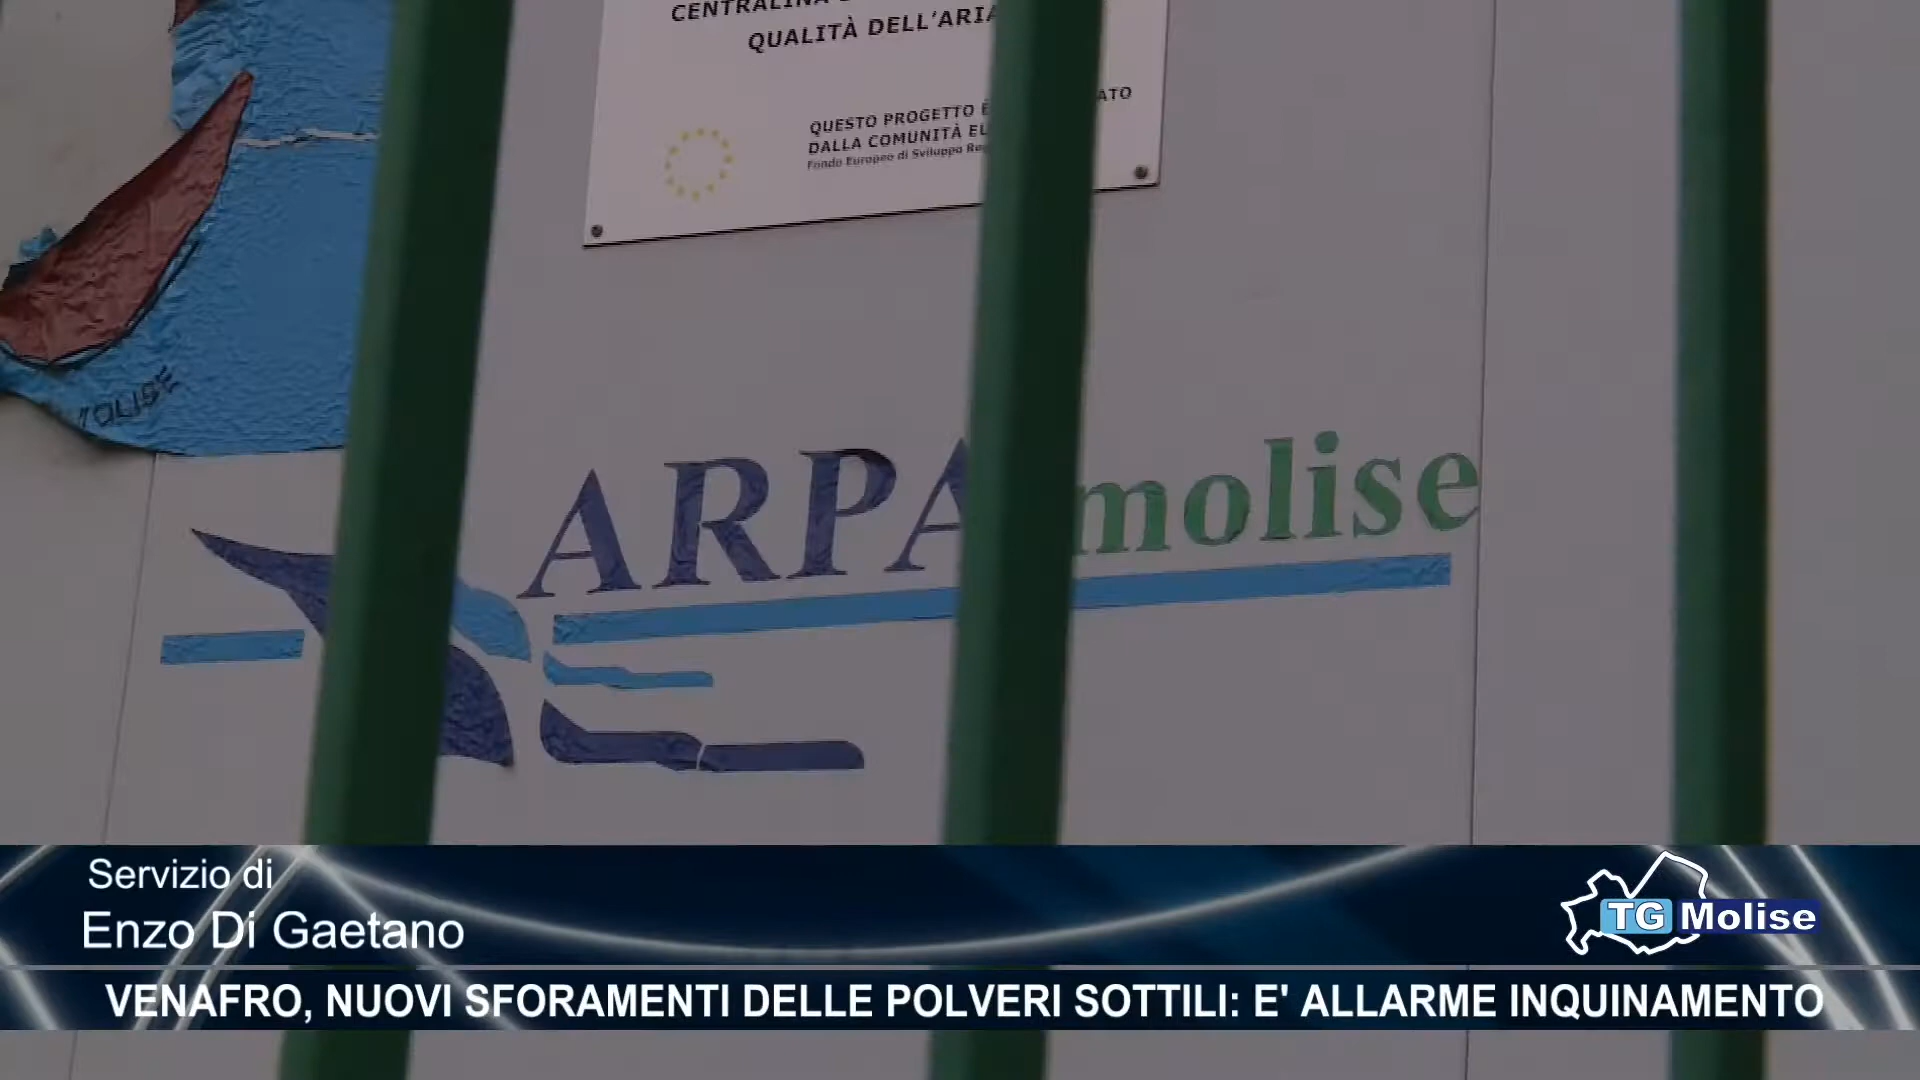 CENTRALINA
QUALITÀ DELL'ARIA
QUESTO PROGETTO È ATO
DALLA COMUNITÀ EU
Fondo Europeo di Sviluppo Reg
MOLISE
ARPA molise
Servizio di
Enzo Di Gaetano
TG Molise
VENAFRO, NUOVI SFORAMENTI DELLE POLVERI SOTTILI: E' ALLARME INQUINAMENTO